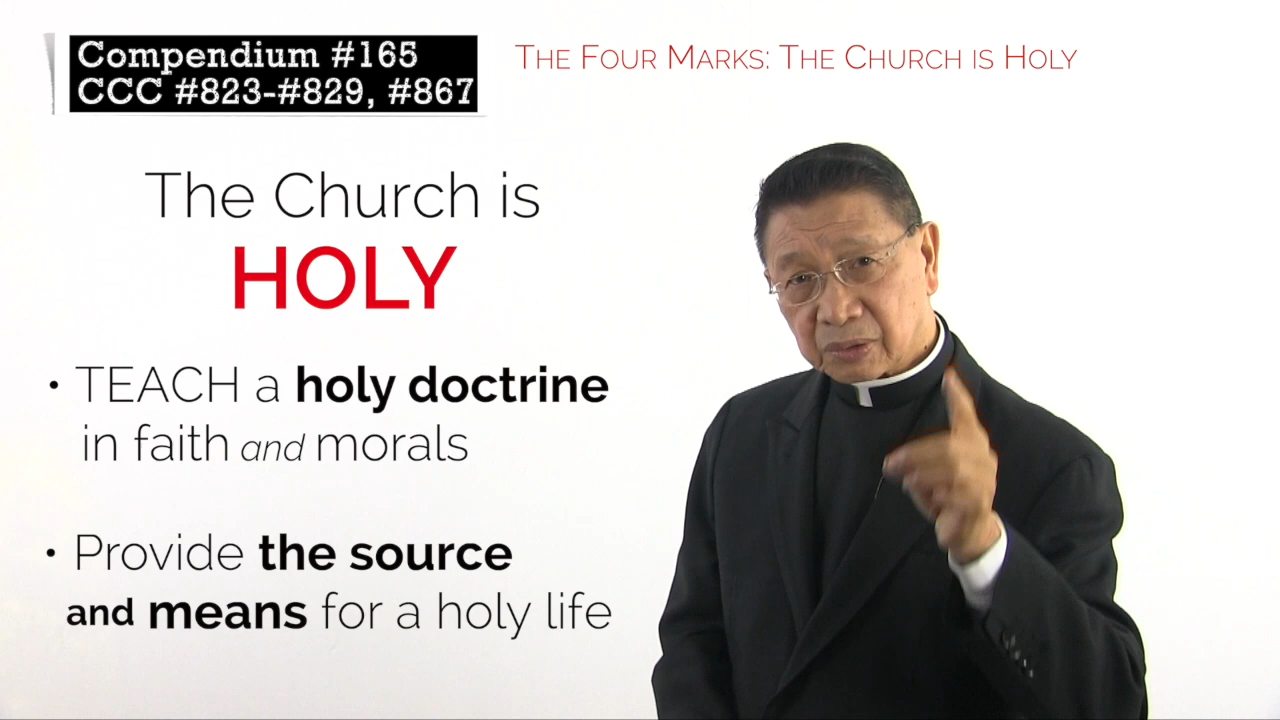 Compendium #165
CCC #823-#829, #867
The Four Marks: The Church is Holy
The Church is
HOLY
• TEACH a holy doctrine
in faith and morals
• Provide the source
and means for a holy life